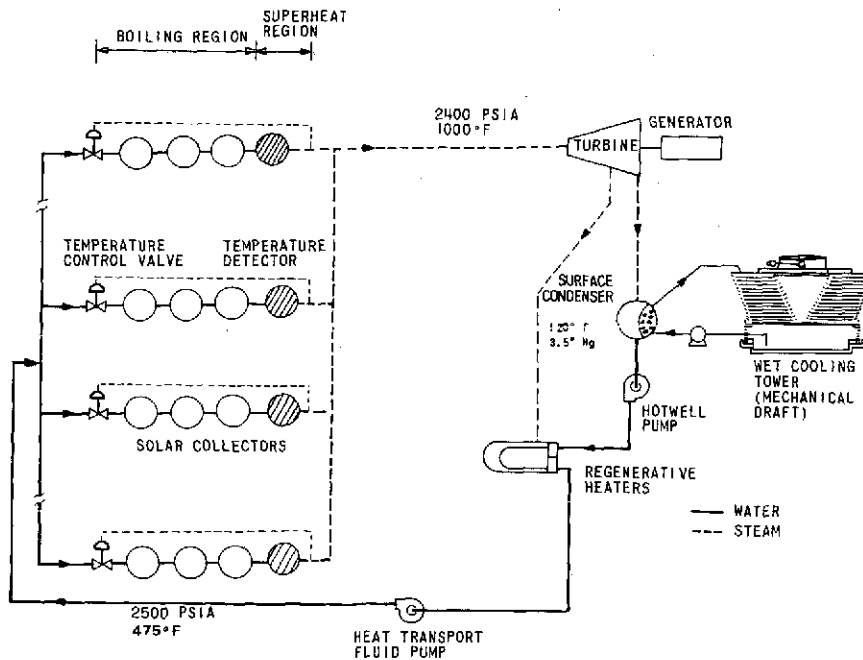 SUPERHEAT
REGION
BOILING REGION
2400 PSIA
1000°F
GENERATOR
TURBINE
TEMPERATURE
CONTROL VALVE
TEMPERATURE
DETECTOR
SURFACE
CONDENSER
120° F
3.5" Hg
WET COOLING
TOWER
(MECHANICAL
DRAFT)
HOTWELL
PUMP
SOLAR COLLECTORS
REGENERATIVE
HEATERS
WATER
STEAM
2500 PSIA
475°F
HEAT TRANSPORT
FLUID PUMP